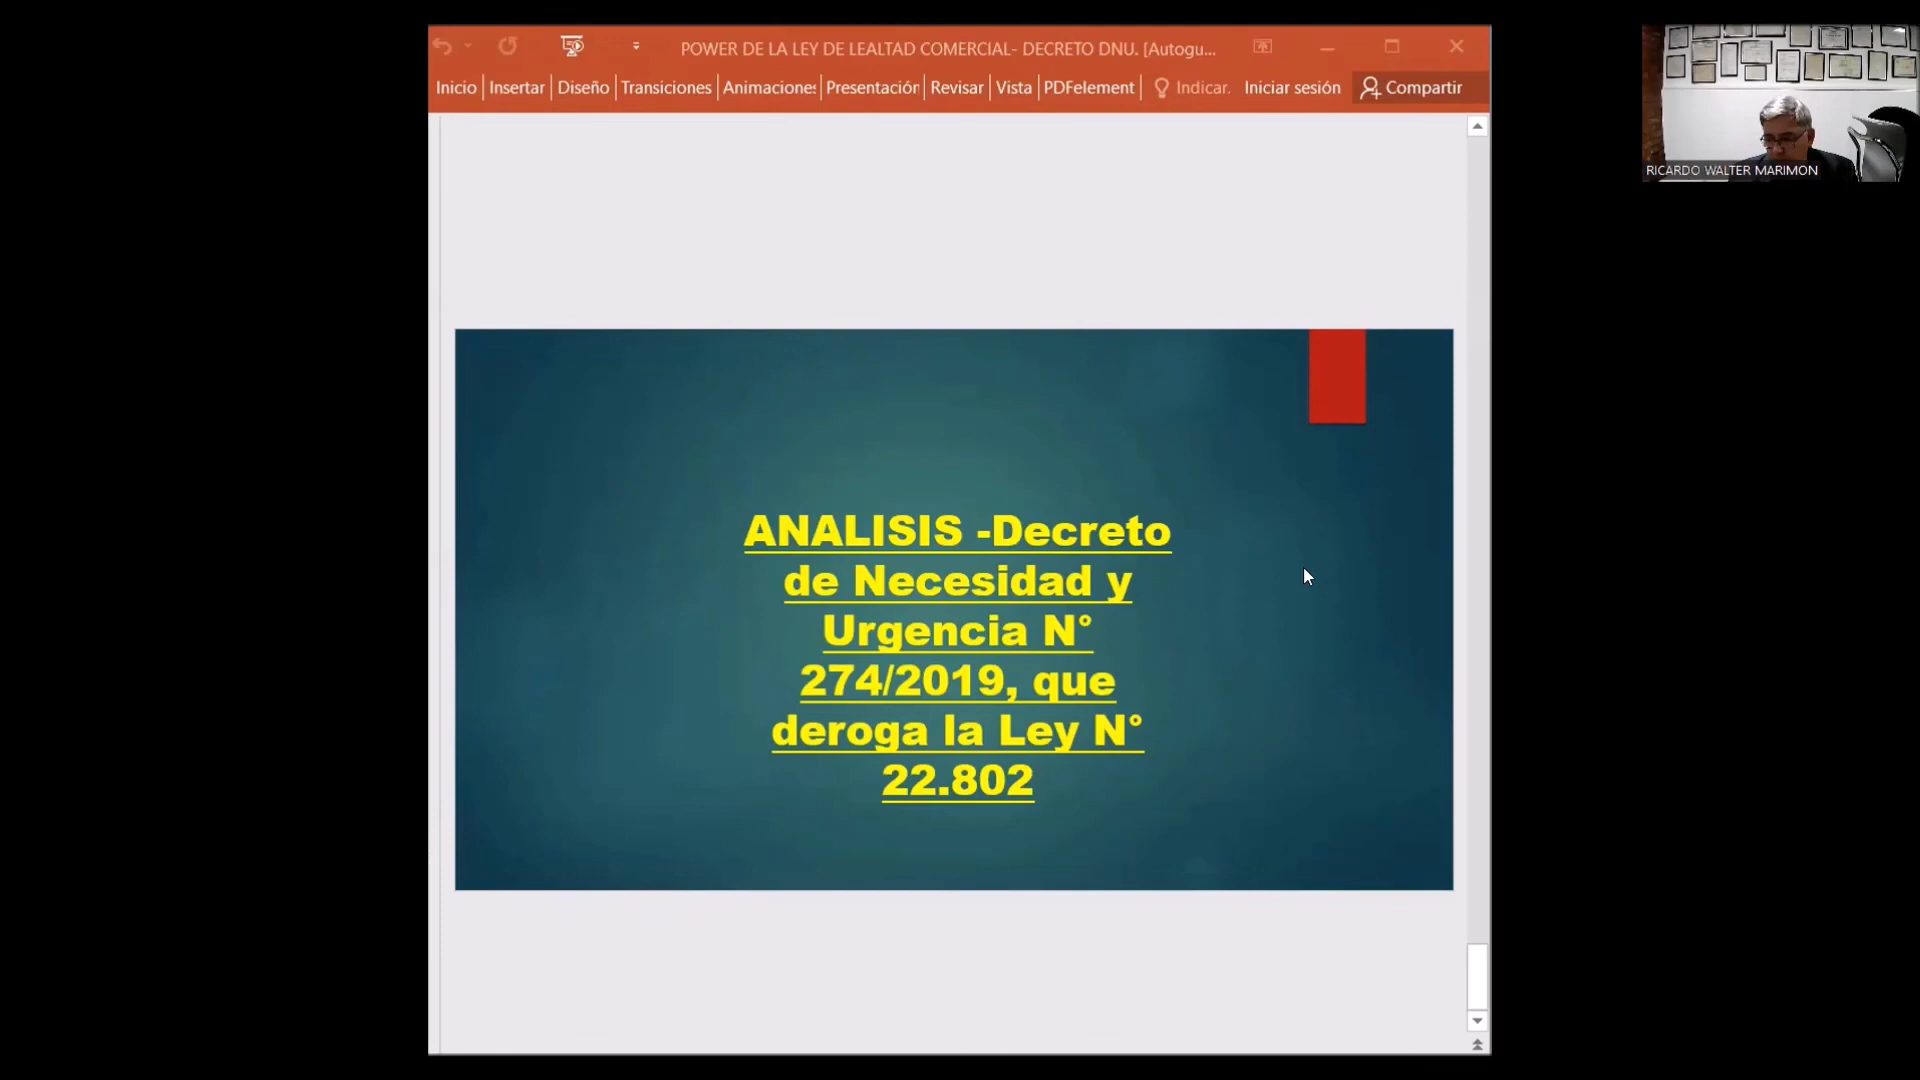 POWER DE LA LEY DE LEALTAD COMERCIAL- DECRETO DNU. [Autogu...
Inicio Insertar Diseño Transiciones Animaciones Presentación Revisar Vista PDFelement Indicar. Iniciar sesión Compartir
RICARDO WALTER MARIMON
ANALISIS -Decreto
de Necesidad y
Urgencia N°
274/2019, que
deroga la Ley N°
22.802